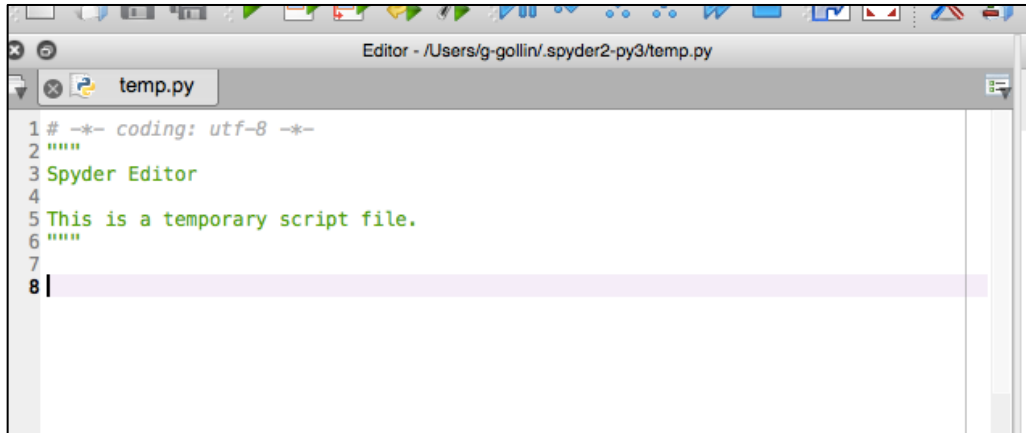 Editor - /Users/g-gollin/.spyder2-py3/temp.py
temp.py
1 # -*- coding: utf-8 -*-
2 """
3 Spyder Editor
4
5 This is a temporary script file.
6 """
7
8